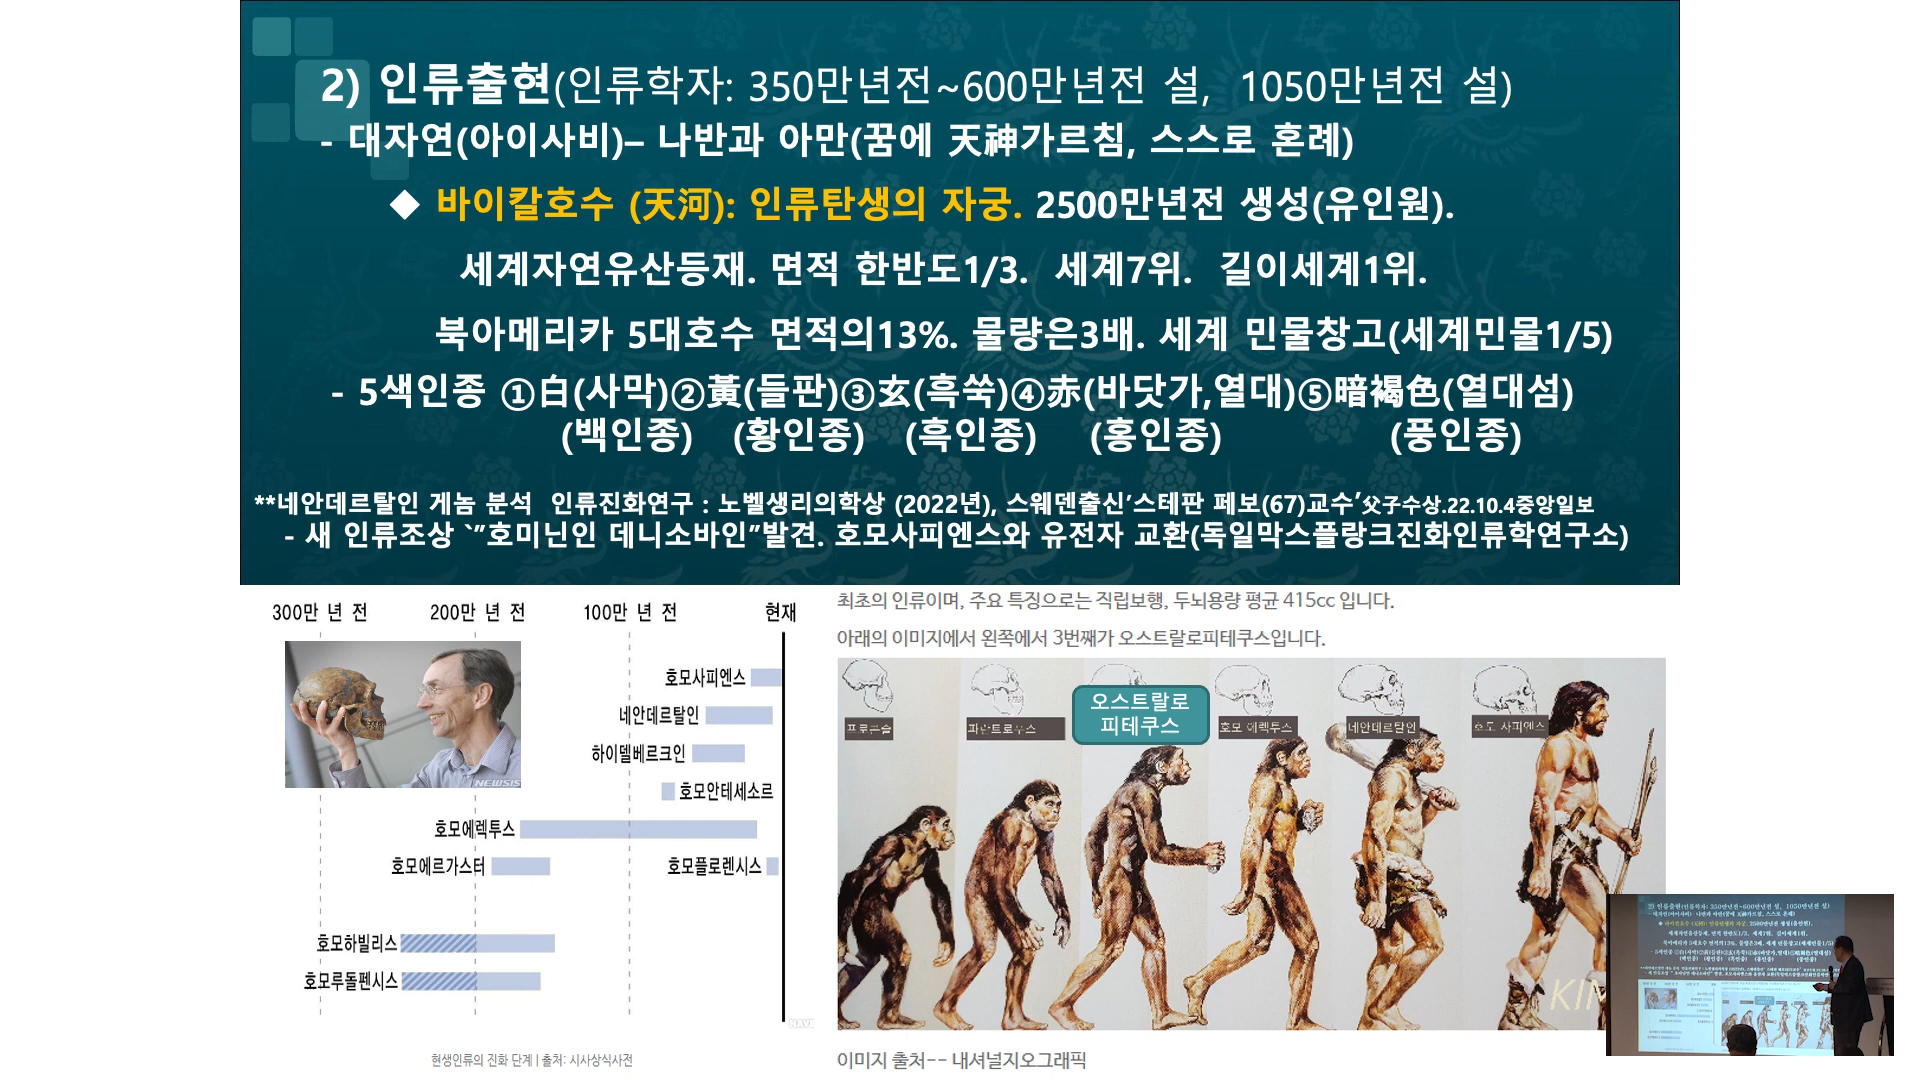 2) 인류출현(인류학자: 350만년전~600만년전 설, 1050만년전 설)
- 대자연(아이사비)– 나반과 아만(꿈에 天神가르침, 스스로 혼례)
◆ 바이칼호수 (天河): 인류탄생의 자궁. 2500만년전 생성(유인원).
세계자연유산등재. 면적 한반도1/3. 세계7위. 길이세계1위.
북아메리카 5대호수 면적의13%. 물량은3배. 세계 민물창고(세계민물1/5)
- 5색인종 ①白(사막)②黃(들판)③玄(흑쑥)④赤(바닷가,열대)⑤暗褐色(열대섬)
(백인종) (황인종) (흑인종) (홍인종) (풍인종)
**네안데르탈인 게놈 분석 인류진화연구 : 노벨생리의학상 (2022년), 스웨덴출신’스테판 페보(67)교수’父子수상.22.10.4중앙일보
- 새 인류조상 `”호미닌인 데니소바인”발견. 호모사피엔스와 유전자 교환(독일막스플랑크진화인류학연구소)
300만 년 전 200만 년 전 100만 년 전 현재
호모사피엔스
네안데르탈인
하이델베르크인
호모안테세소르
호모에렉투스
호모에르가스터 호모플로렌시스
호모하빌리스
호모루돌펜시스
NEWSIS
NAVE
현생인류의 진화 단계 | 출처: 시사상식사전
최초의 인류이며, 주요 특징으로는 직립보행, 두뇌용량 평균 415cc 입니다.
아래의 이미지에서 왼쪽에서 3번째가 오스트랄로피테쿠스입니다.
오스트랄로
피테쿠스
프로콘술 파란트로푸스 호모 에렉투스 네안데르탈인 호모 사피엔스
KIM
이미지 출처-- 내셔널지오그래픽